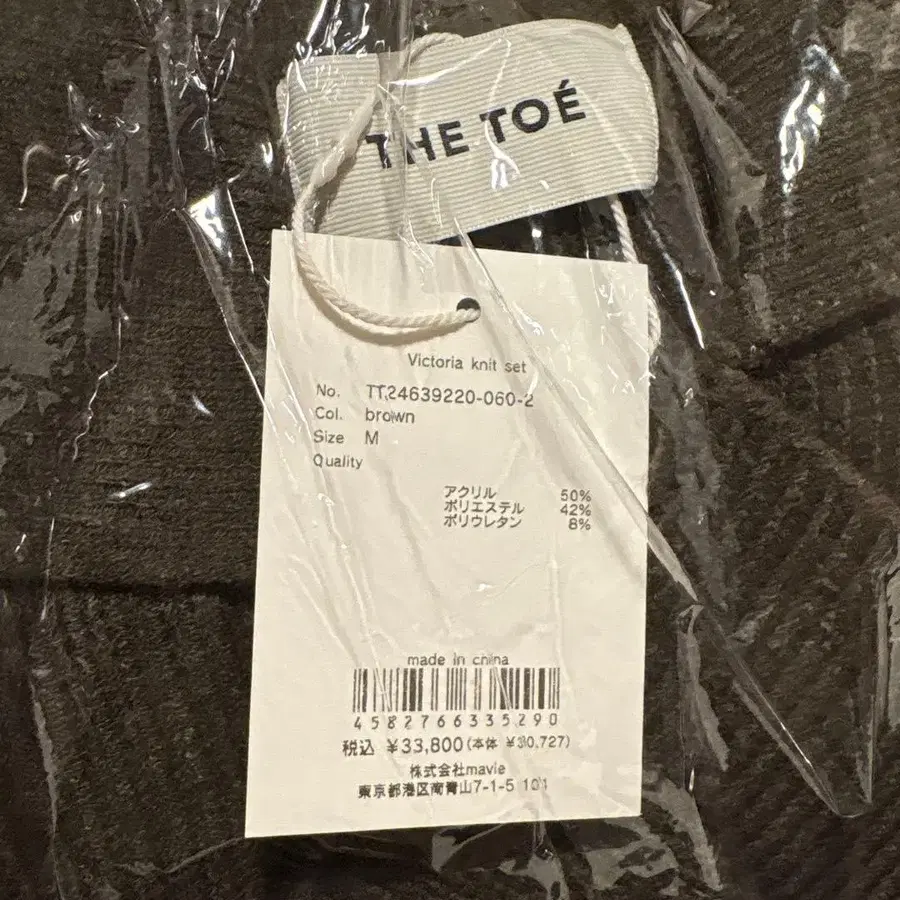 THE TOÉ
Victoria knit set
No. TT24639220-060-2
Col. brown
Size M
Quality
アクリル 50%
ポリエステル 42%
ポリウレタン 8%
made in china
4582766335290
税込 ¥33,800(本体 ¥30,727)
株式会社mavie
東京都港区南青山7-1-5 101